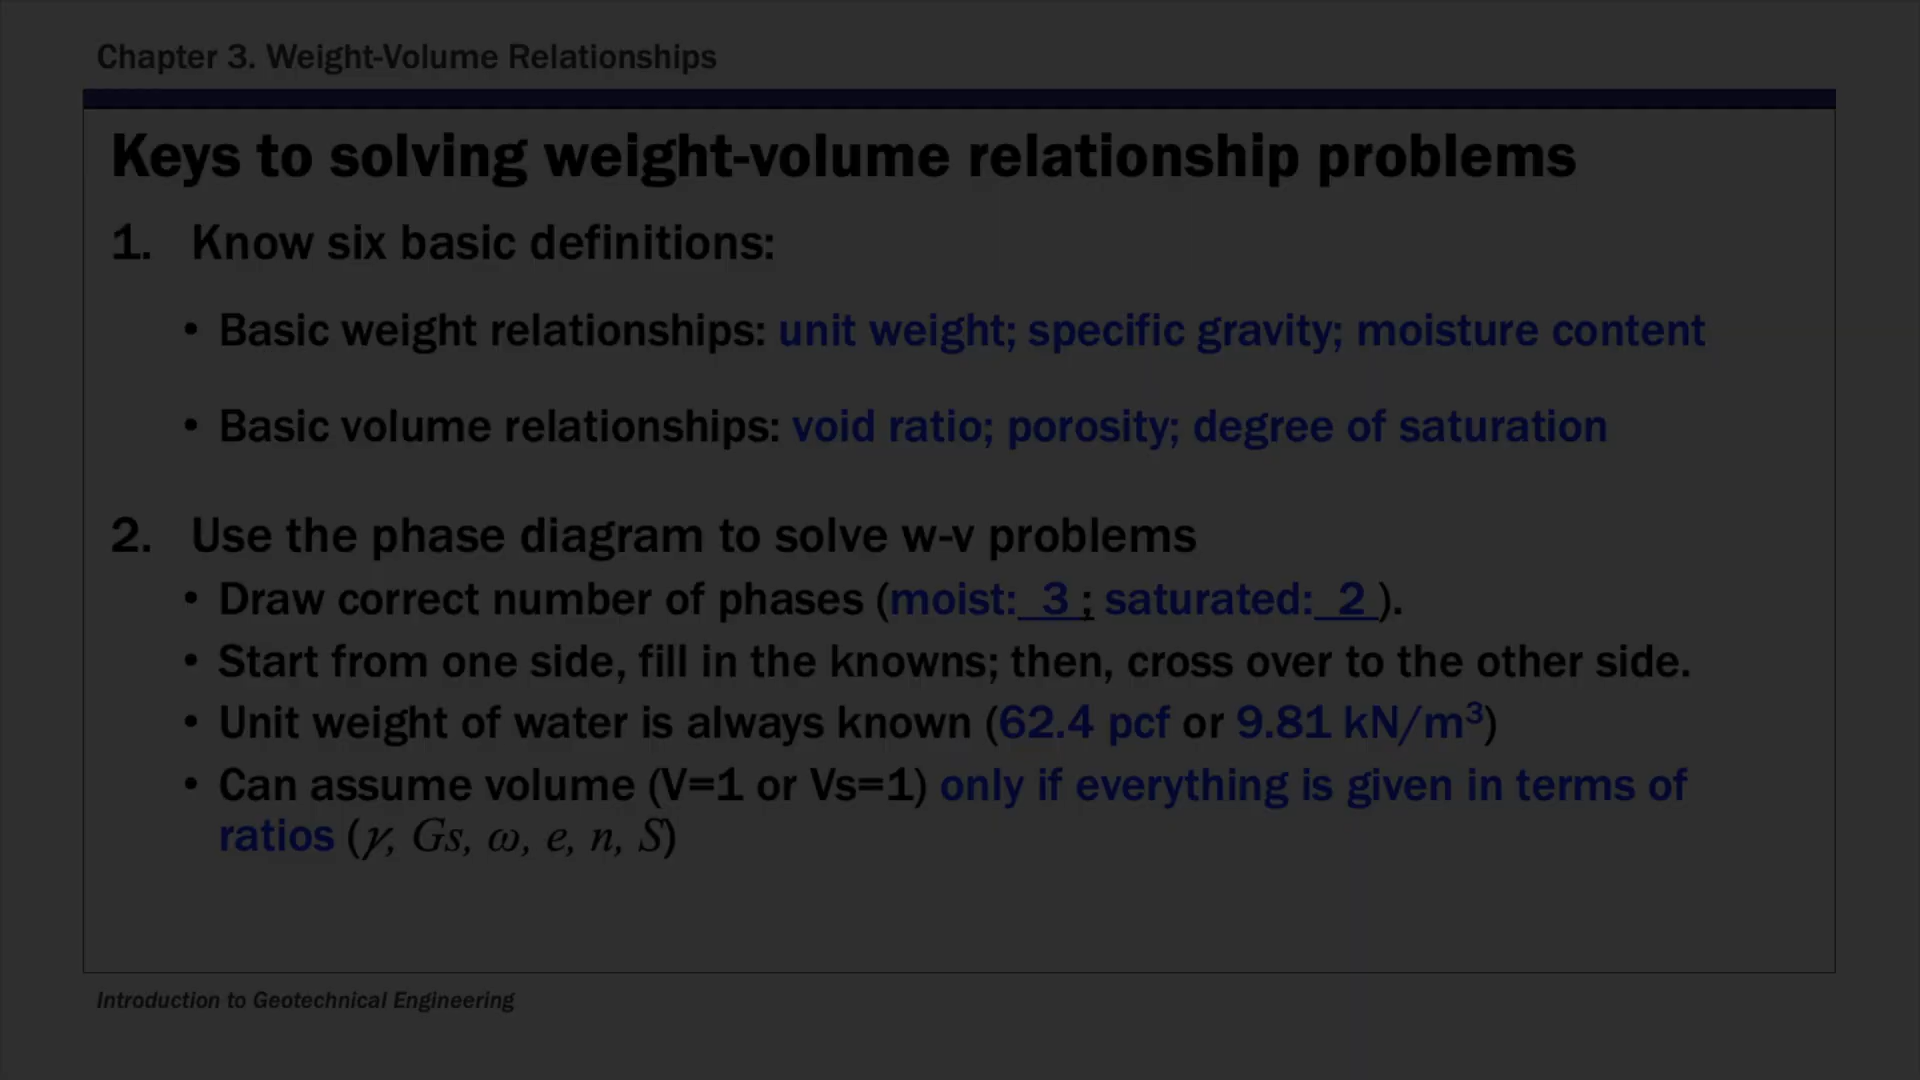 Chapter 3. Weight-Volume Relationships
Keys to solving weight-volume relationship problems
1. Know six basic definitions:
• Basic weight relationships: unit weight; specific gravity; moisture content
• Basic volume relationships: void ratio; porosity; degree of saturation
2. Use the phase diagram to solve w-v problems
• Draw correct number of phases (moist: 3 ; saturated: 2 ).
• Start from one side, fill in the knowns; then, cross over to the other side.
• Unit weight of water is always known (62.4 pcf or 9.81 kN/m³)
• Can assume volume (V=1 or Vs=1) only if everything is given in terms of
ratios (γ, Gs, ω, e, n, S)
Introduction to Geotechnical Engineering